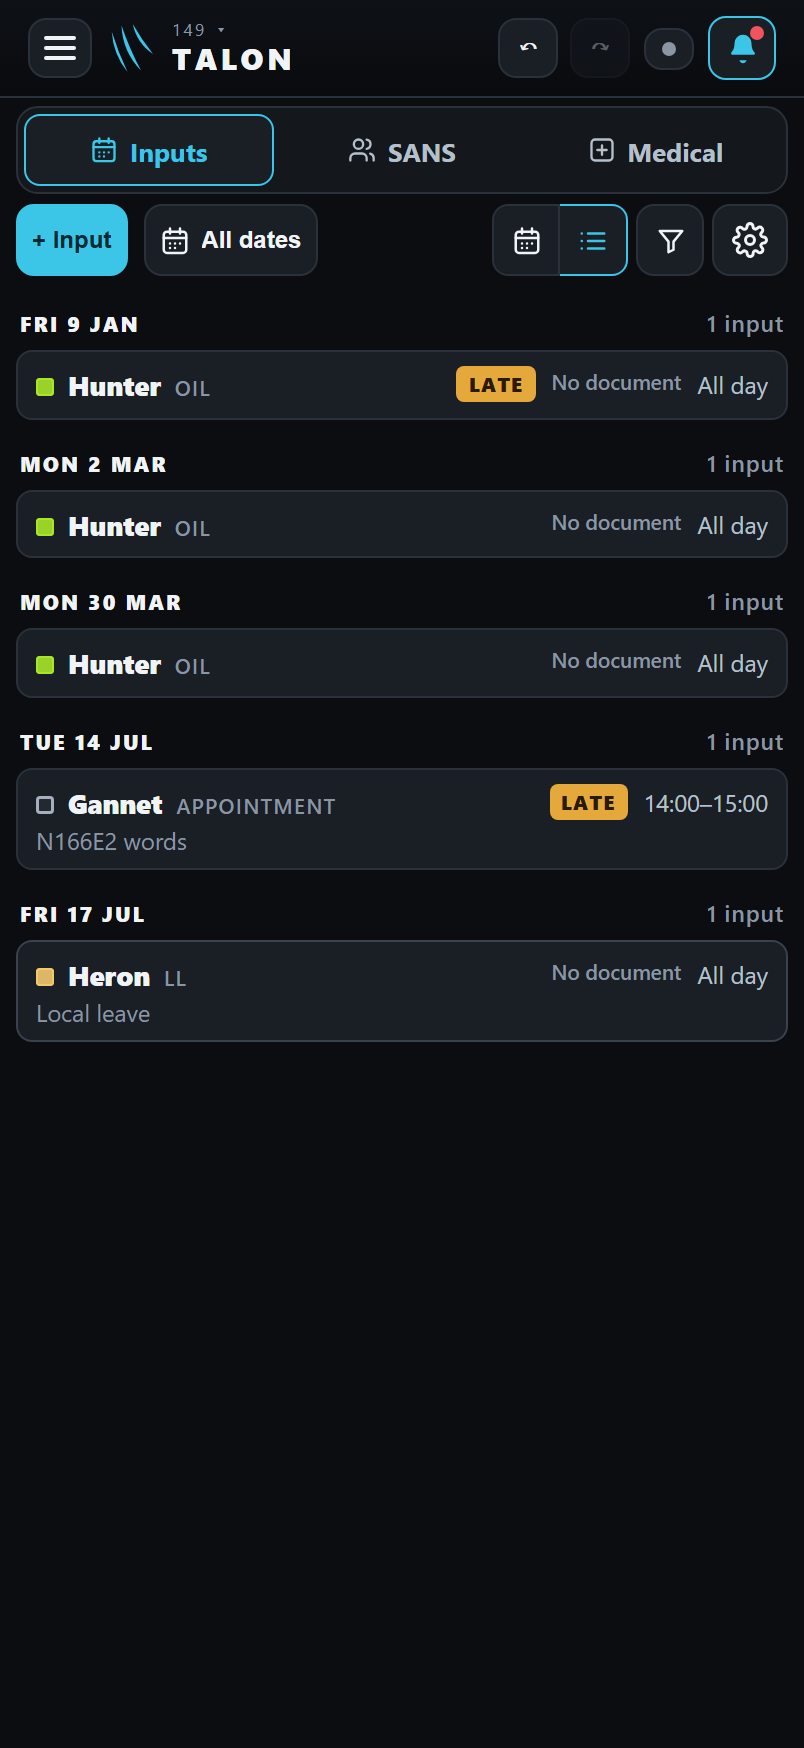 149 ▾
TALON
Inputs SANS Medical
+ Input All dates
FRI 9 JAN 1 input
Hunter OIL LATE No document All day
MON 2 MAR 1 input
Hunter OIL No document All day
MON 30 MAR 1 input
Hunter OIL No document All day
TUE 14 JUL 1 input
Gannet APPOINTMENT LATE 14:00–15:00
N166E2 words
FRI 17 JUL 1 input
Heron LL No document All day
Local leave